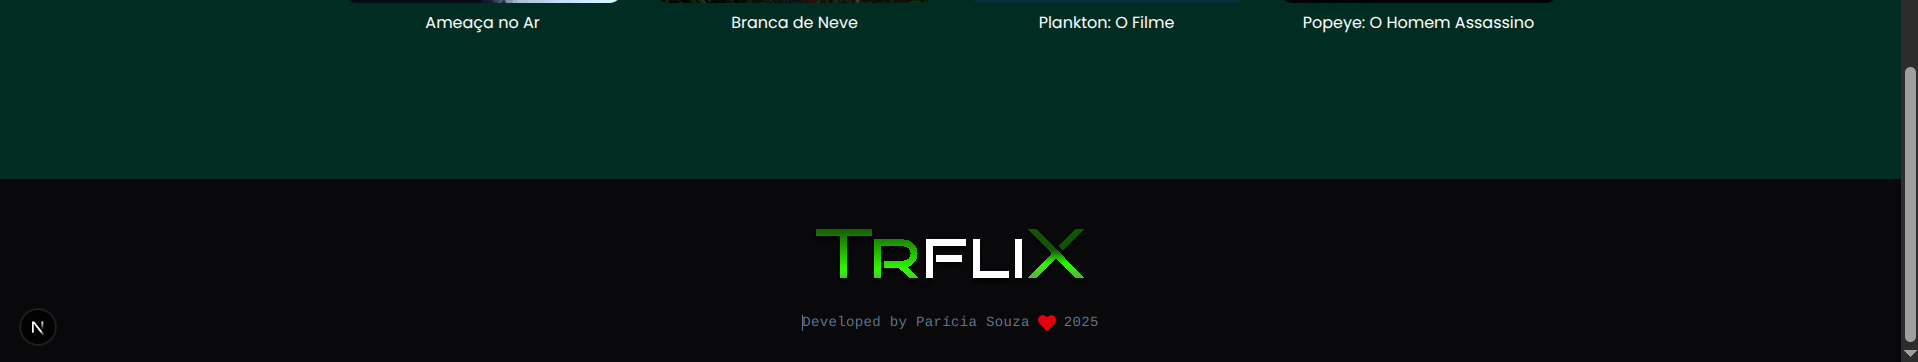 Ameaça no Ar
Branca de Neve
Plankton: O Filme
Popeye: O Homem Assassino
TRFLIX
N
Developed by Parícia Souza ❤ 2025